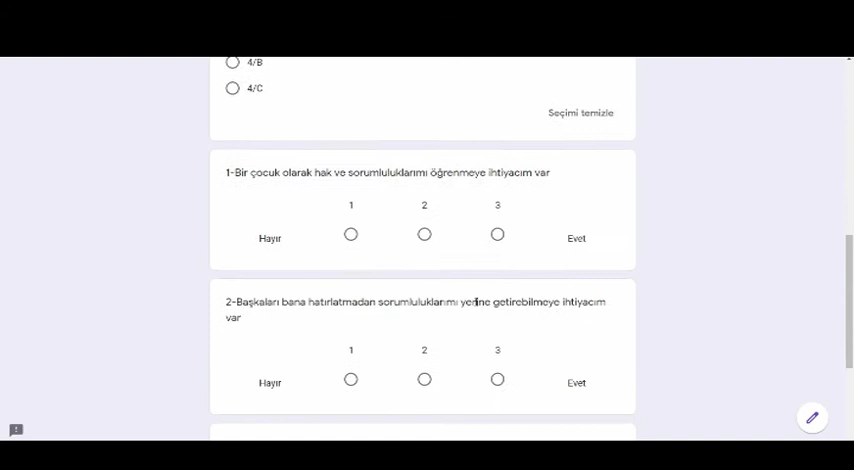 4/B
4/C
Seçimi temizle
1-Bir çocuk olarak hak ve sorumluluklarımı öğrenmeye ihtiyacım var
1 2 3
Hayır Evet
2-Başkaları bana hatırlatmadan sorumluluklarımı yerine getirebilmeye ihtiyacım
var
1 2 3
Hayır Evet